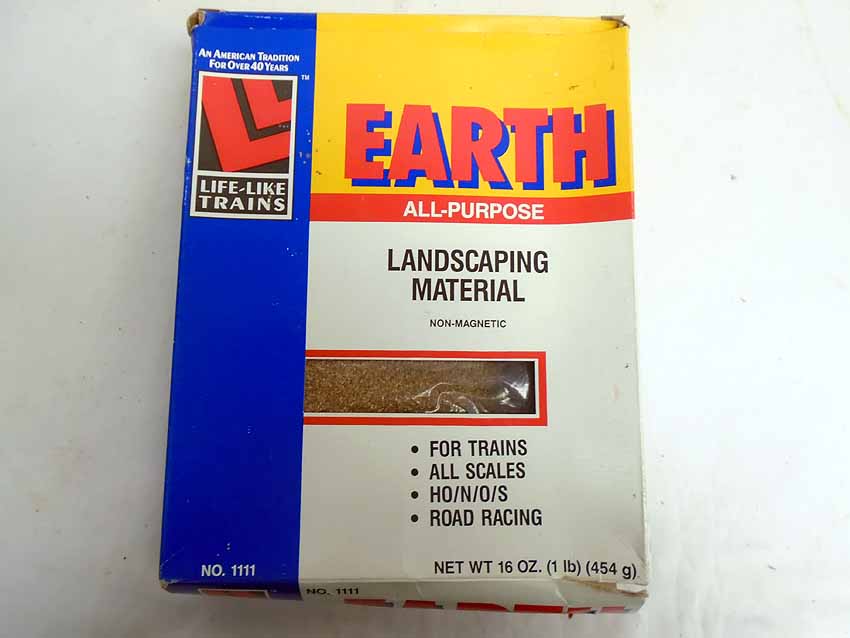 AN AMERICAN TRADITION
FOR OVER 40 YEARS
TM
LIFE-LIKE
TRAINS
EARTH
ALL-PURPOSE
LANDSCAPING
MATERIAL
NON-MAGNETIC
• FOR TRAINS
• ALL SCALES
• HO/N/O/S
• ROAD RACING
NO. 1111
NET WT 16 OZ. (1 lb) (454 g)
NO. 1111
EARTH